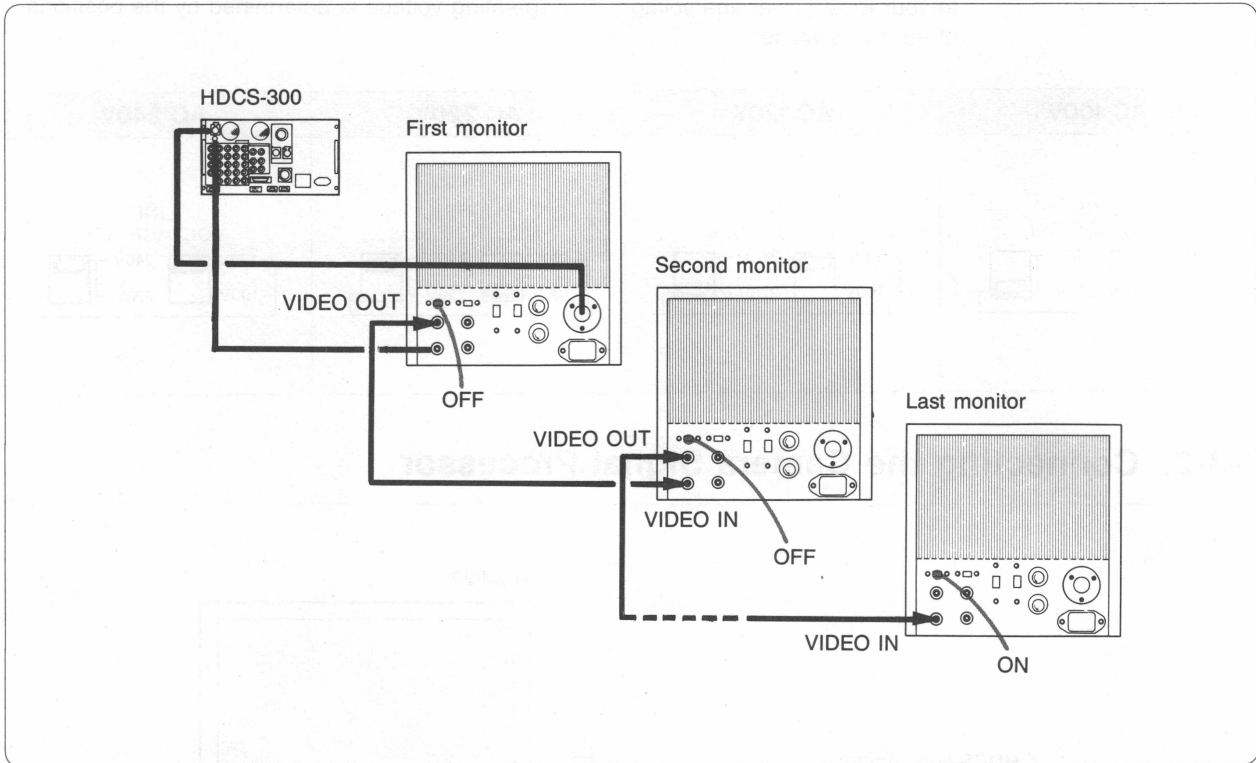 HDCS-300
First monitor
VIDEO OUT
OFF
Second monitor
VIDEO OUT
VIDEO IN
OFF
Last monitor
VIDEO IN
ON